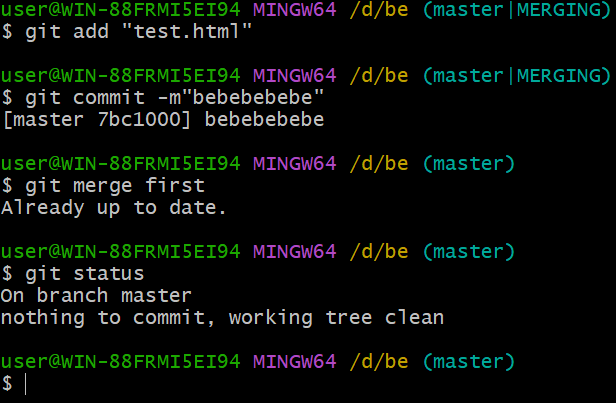 user@WIN-88FRMI5EI94 MINGW64 /d/be (master|MERGING)
$ git add "test.html"
user@WIN-88FRMI5EI94 MINGW64 /d/be (master|MERGING)
$ git commit -m"bebebebebe"
[master 7bc1000] bebebebebe
user@WIN-88FRMI5EI94 MINGW64 /d/be (master)
$ git merge first
Already up to date.
user@WIN-88FRMI5EI94 MINGW64 /d/be (master)
$ git status
On branch master
nothing to commit, working tree clean
user@WIN-88FRMI5EI94 MINGW64 /d/be (master)
$